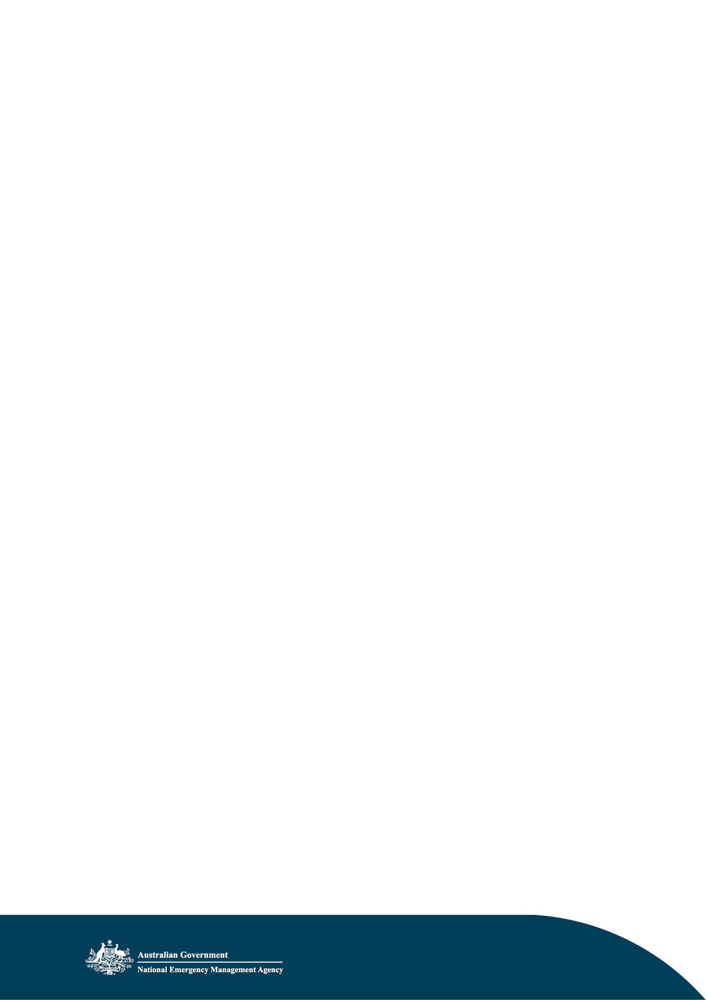 Australian Government
National Emergency Management Agency